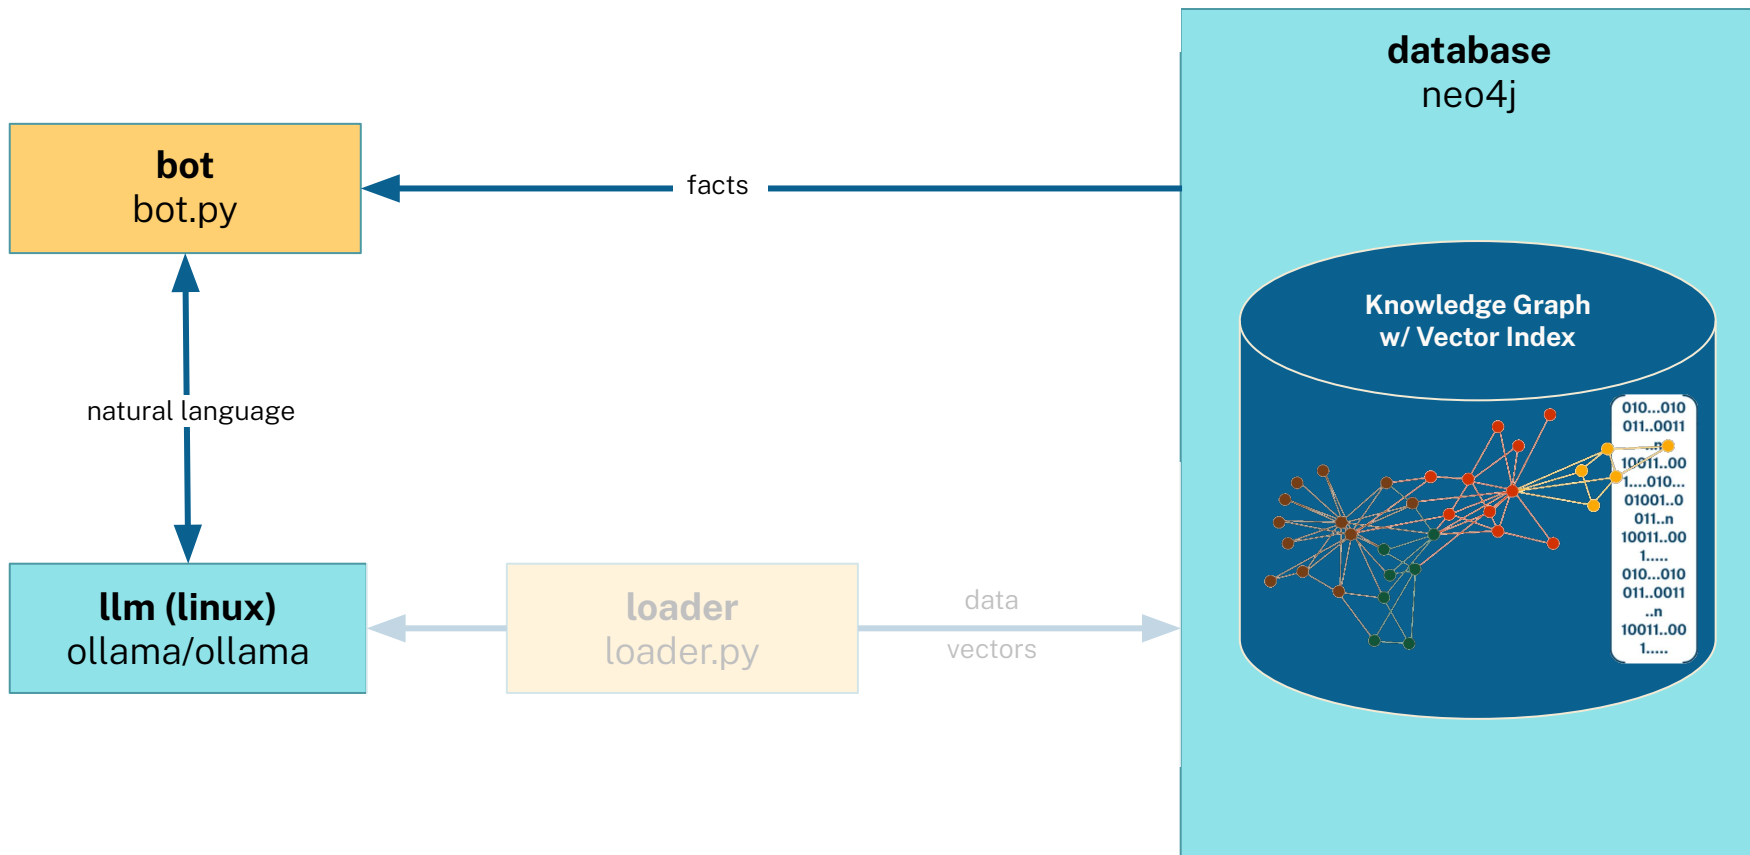 database
neo4j
bot
bot.py
facts
Knowledge Graph
w/ Vector Index
natural language
010...010
011..0011
..n
10011..00
1....010...
01001..0
011..n
10011..00
1.....
010...010
011..0011
..n
10011..00
1.....
llm (linux)
ollama/ollama
loader
loader.py
data
vectors